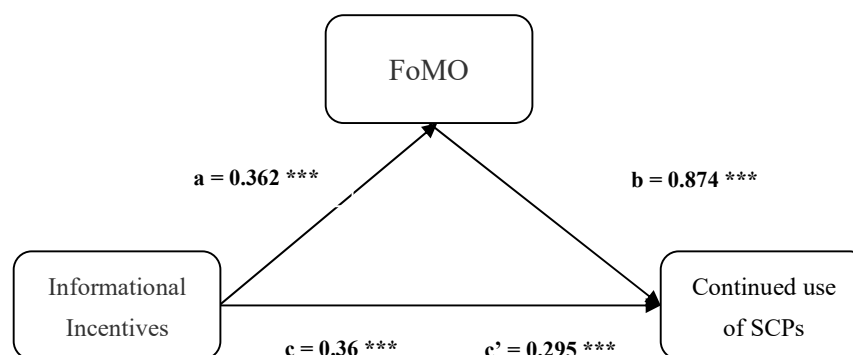 FoMO
a = 0.362 ***
b = 0.874 ***
Informational
Incentives
Continued use
of SCPs
c = 0.36 ***
c’ = 0.295 ***